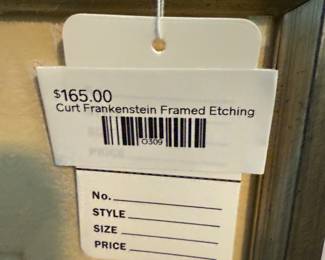 $165.00
Curt Frankenstein Framed Etching
O309
No.
STYLE
SIZE
PRICE